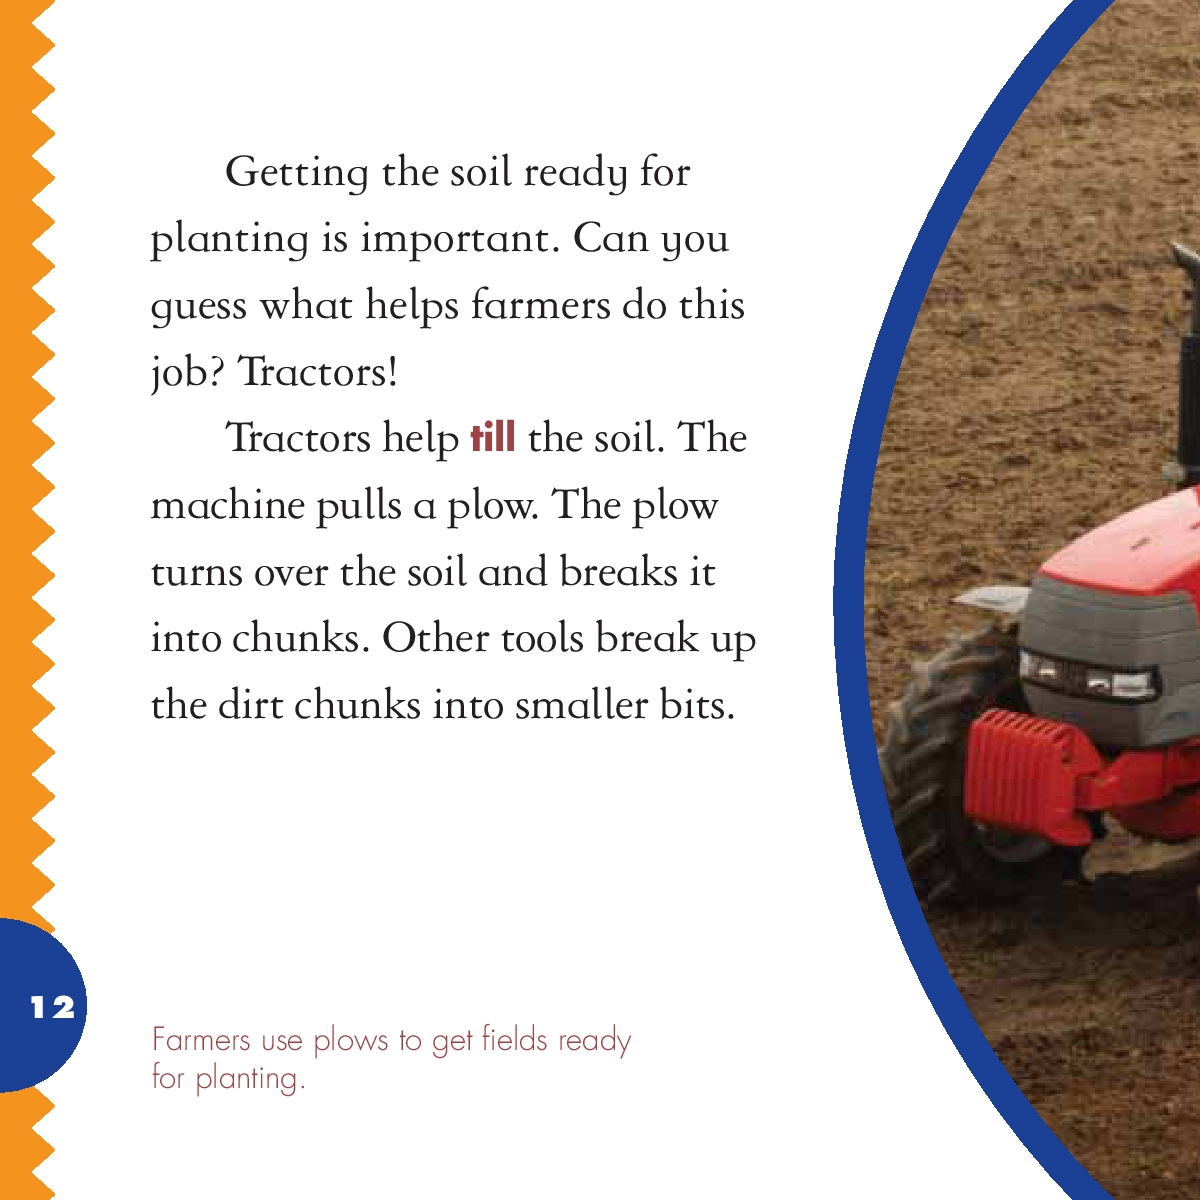 Getting the soil ready for
planting is important. Can you
guess what helps farmers do this
job? Tractors!
Tractors help till the soil. The
machine pulls a plow. The plow
turns over the soil and breaks it
into chunks. Other tools break up
the dirt chunks into smaller bits.
12
Farmers use plows to get fields ready
for planting.